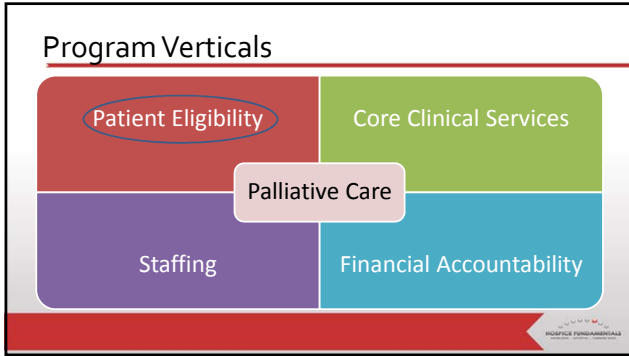 Program Verticals
Patient Eligibility
Core Clinical Services
Palliative Care
Staffing
Financial Accountability
HOSPICE FUNDAMENTALS